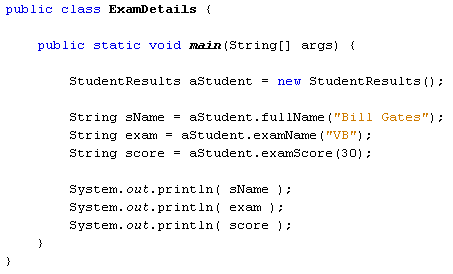 public class ExamDetails {
public static void main(String[] args) {
StudentResults aStudent = new StudentResults();
String sName = aStudent.fullName("Bill Gates");
String exam = aStudent.examName("VB");
String score = aStudent.examScore(30);
System.out.println( sName );
System.out.println( exam );
System.out.println( score );
}
}